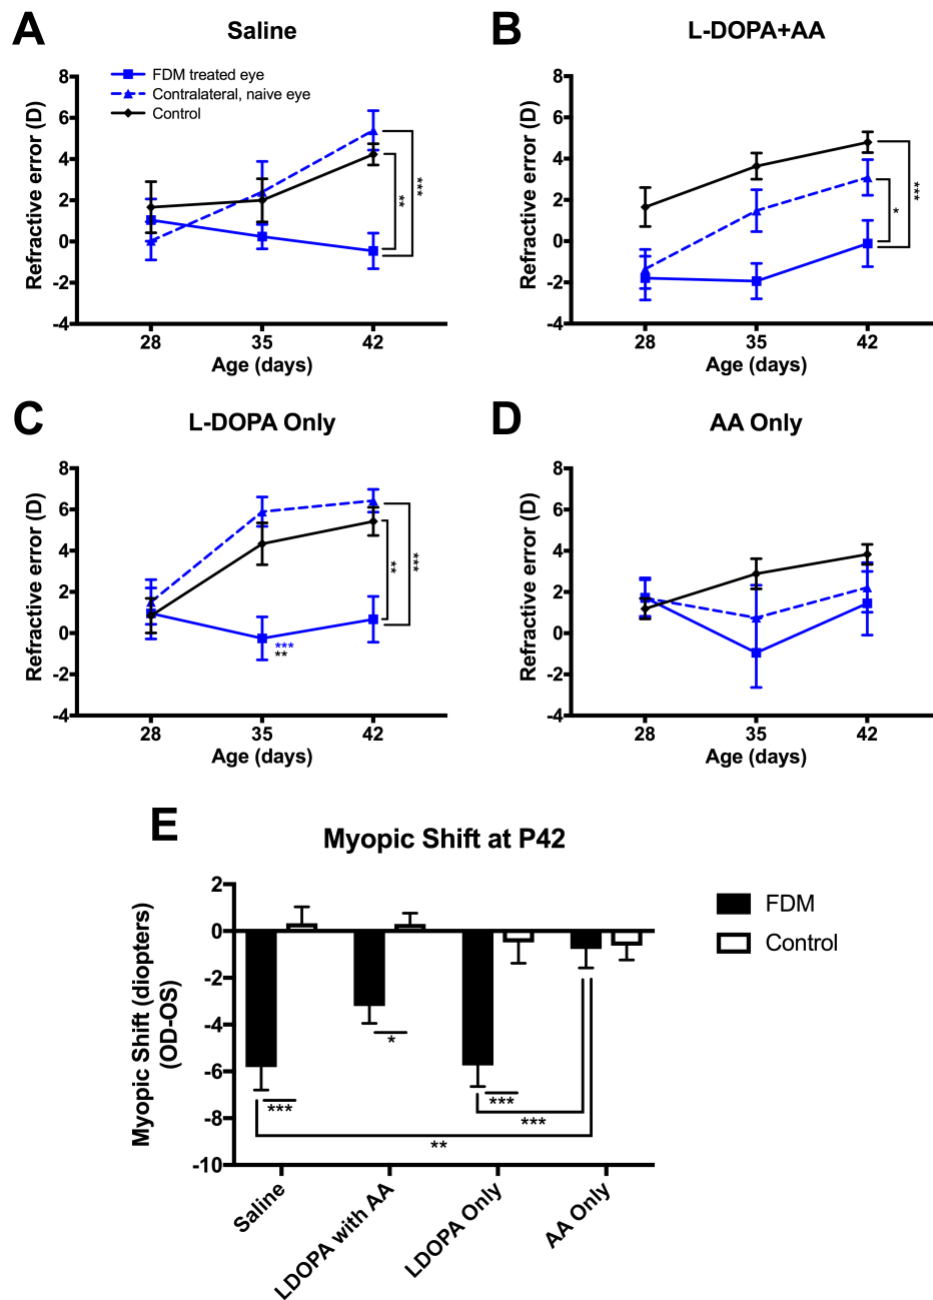 A
Saline
FDM treated eye
Contralateral, naive eye
Control
Refractive error (D)
8
6
4
2
0
-2
-4
28
35
42
Age (days)
**
***
B
L-DOPA+AA
Refractive error (D)
8
6
4
2
0
-2
-4
28
35
42
Age (days)
*
***
C
L-DOPA Only
Refractive error (D)
8
6
4
2
0
-2
-4
28
35
42
Age (days)
***
**
**
***
D
AA Only
Refractive error (D)
8
6
4
2
0
-2
-4
28
35
42
Age (days)
E
Myopic Shift at P42
Myopic Shift (diopters)
(OD-OS)
2
0
-2
-4
-6
-8
-10
***
*
***
***
**
Saline
LDOPA with AA
LDOPA Only
AA Only
FDM
Control